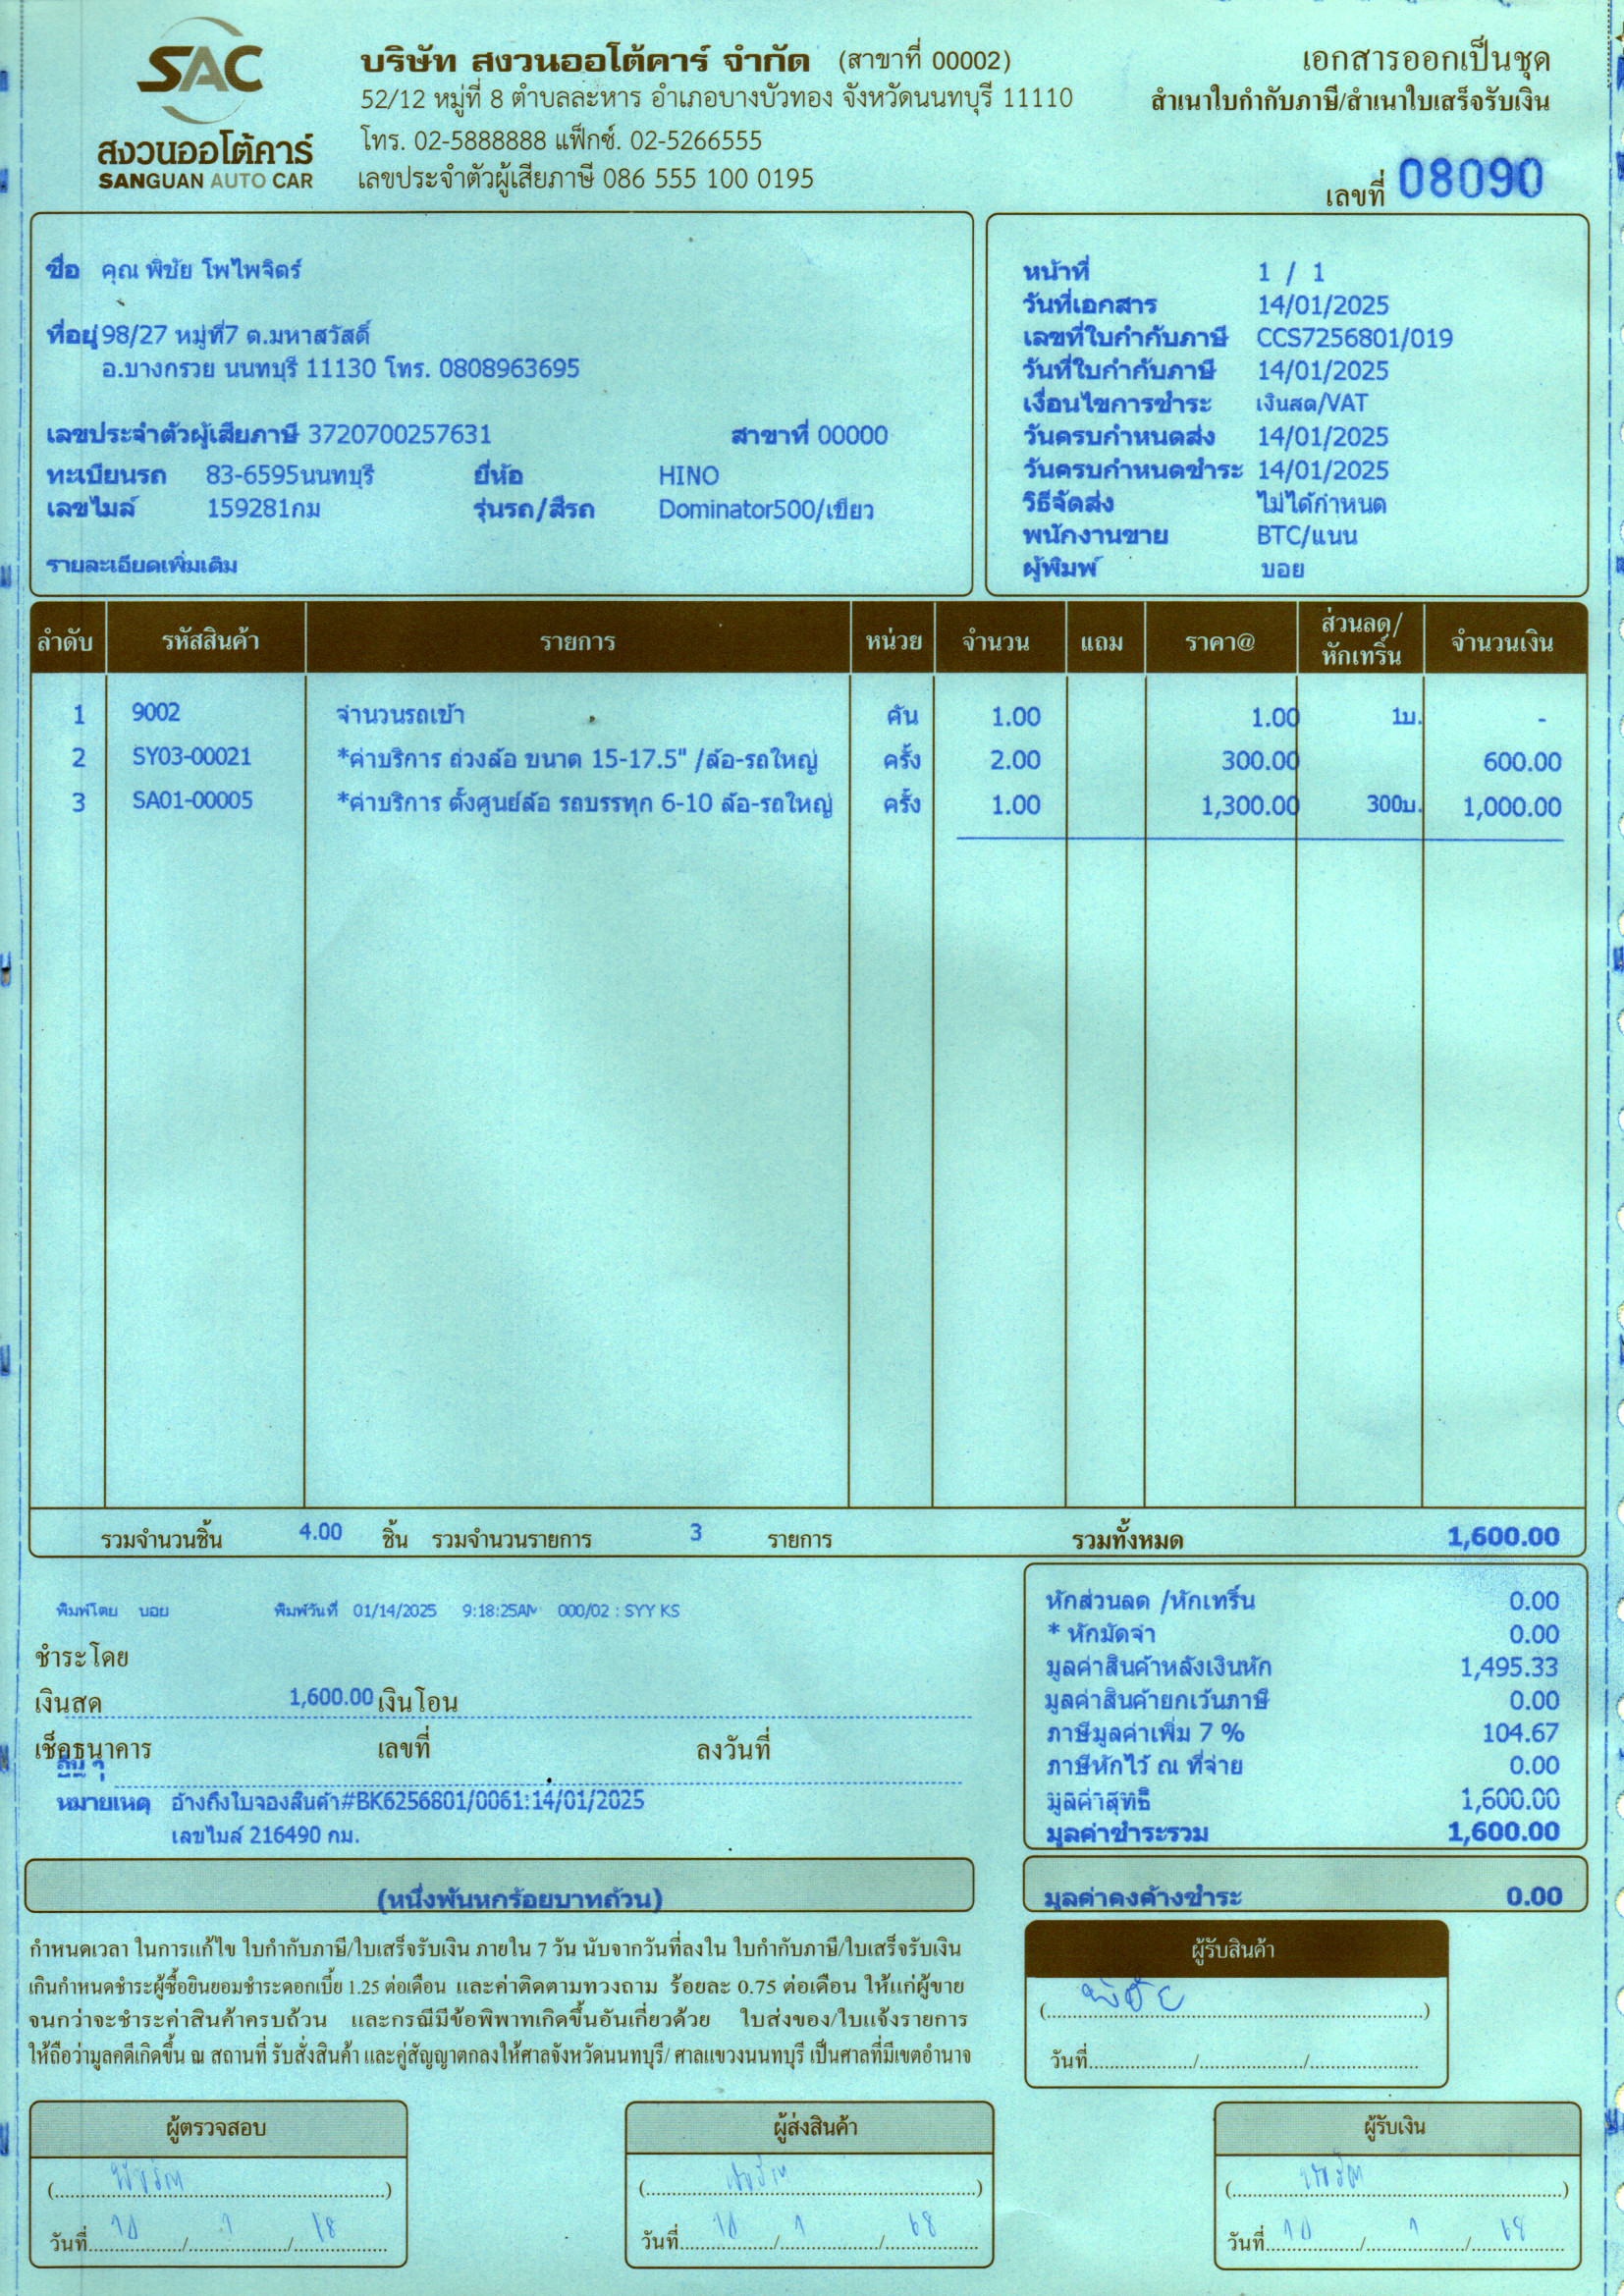 SAC
สงวนออโต้คาร์
SANGUAN AUTO CAR
บริษัท สงวนออโต้คาร์ จำกัด (สาขาที่ 00002)
52/12 หมู่ที่ 8 ตำบลละหาร อำเภอบางบัวทอง จังหวัดนนทบุรี 11110
โทร. 02-5888888 แฟ็กซ์. 02-5266555
เลขประจำตัวผู้เสียภาษี 086 555 100 0195
เอกสารออกเป็นชุด
สำเนาใบกำกับภาษี/สำเนาใบเสร็จรับเงิน
เลขที่ 08090
ชื่อ คุณ พิชัย โพไพจิตร์
ที่อยู่ 98/27 หมู่ที่7 ต.มหาสวัสดิ์
อ.บางกรวย นนทบุรี 11130 โทร. 0808963695
เลขประจำตัวผู้เสียภาษี 3720700257631 สาขาที่ 00000
ทะเบียนรถ 83-6595นนทบุรี ยี่ห้อ HINO
เลขไมล์ 159281กม รุ่นรถ/สีรถ Dominator500/เขียว
รายละเอียดเพิ่มเติม
หน้าที่ 1 / 1
วันที่เอกสาร 14/01/2025
เลขที่ใบกำกับภาษี CCS7256801/019
วันที่ใบกำกับภาษี 14/01/2025
เงื่อนไขการชำระ เงินสด/VAT
วันครบกำหนดส่ง 14/01/2025
วันครบกำหนดชำระ 14/01/2025
วิธีจัดส่ง ไม่ได้กำหนด
พนักงานขาย BTC/แนน
ผู้พิมพ์ บอย
ลำดับ รหัสสินค้า รายการ หน่วย จำนวน แถม ราคา@ ส่วนลด/หักเทริ์น จำนวนเงิน
1 9002 จำนวนรถเข้า คัน 1.00 1.00 1บ. -
2 SY03-00021 *ค่าบริการ ถ่วงล้อ ขนาด 15-17.5" /ล้อ-รถใหญ่ ครั้ง 2.00 300.00 600.00
3 SA01-00005 *ค่าบริการ ตั้งศูนย์ล้อ รถบรรทุก 6-10 ล้อ-รถใหญ่ ครั้ง 1.00 1,300.00 300บ. 1,000.00
รวมจำนวนชิ้น 4.00 ชิ้น รวมจำนวนรายการ 3 รายการ รวมทั้งหมด 1,600.00
พิมพ์โดย บอย พิมพ์วันที่ 01/14/2025 9:18:25AM 000/02 : SYY KS
ชำระโดย
เงินสด 1,600.00 เงินโอน
เช็คธนาคาร เลขที่ ลงวันที่
อื่น ๆ
หมายเหตุ อ้างถึงใบจองสินค้า#BK6256801/0061:14/01/2025
เลขไมล์ 216490 กม.
หักส่วนลด /หักเทริ์น 0.00
* หักมัดจำ 0.00
มูลค่าสินค้าหลังเงินหัก 1,495.33
มูลค่าสินค้ายกเว้นภาษี 0.00
ภาษีมูลค่าเพิ่ม 7 % 104.67
ภาษีหักไว้ ณ ที่จ่าย 0.00
มูลค่าสุทธิ 1,600.00
มูลค่าชำระรวม 1,600.00
(หนึ่งพันหกร้อยบาทถ้วน)
มูลค่าคงค้างชำระ 0.00
กำหนดเวลา ในการแก้ไข ใบกำกับภาษี/ใบเสร็จรับเงิน ภายใน 7 วัน นับจากวันที่ลงใน ใบกำกับภาษี/ใบเสร็จรับเงิน
เกินกำหนดชำระผู้ซื้อยินยอมชำระดอกเบี้ย 1.25 ต่อเดือน และค่าติดตามทวงถาม ร้อยละ 0.75 ต่อเดือน ให้แก่ผู้ขาย
จนกว่าจะชำระค่าสินค้าครบถ้วน และกรณีมีข้อพิพาทเกิดขึ้นอันเกี่ยวด้วย ใบส่งของ/ใบแจ้งรายการ
ให้ถือว่ามูลคดีเกิดขึ้น ณ สถานที่ รับสั่งสินค้า และคู่สัญญาตกลงให้ศาลจังหวัดนนทบุรี/ ศาลแขวงนนทบุรี เป็นศาลที่มีเขตอำนาจ
ผู้รับสินค้า
(พิชัย)
วันที่......../......../........
ผู้ตรวจสอบ ผู้ส่งสินค้า ผู้รับเงิน
วันที่ / 1 / 68 วันที่ / 1 / 68 วันที่ / 1 / 68